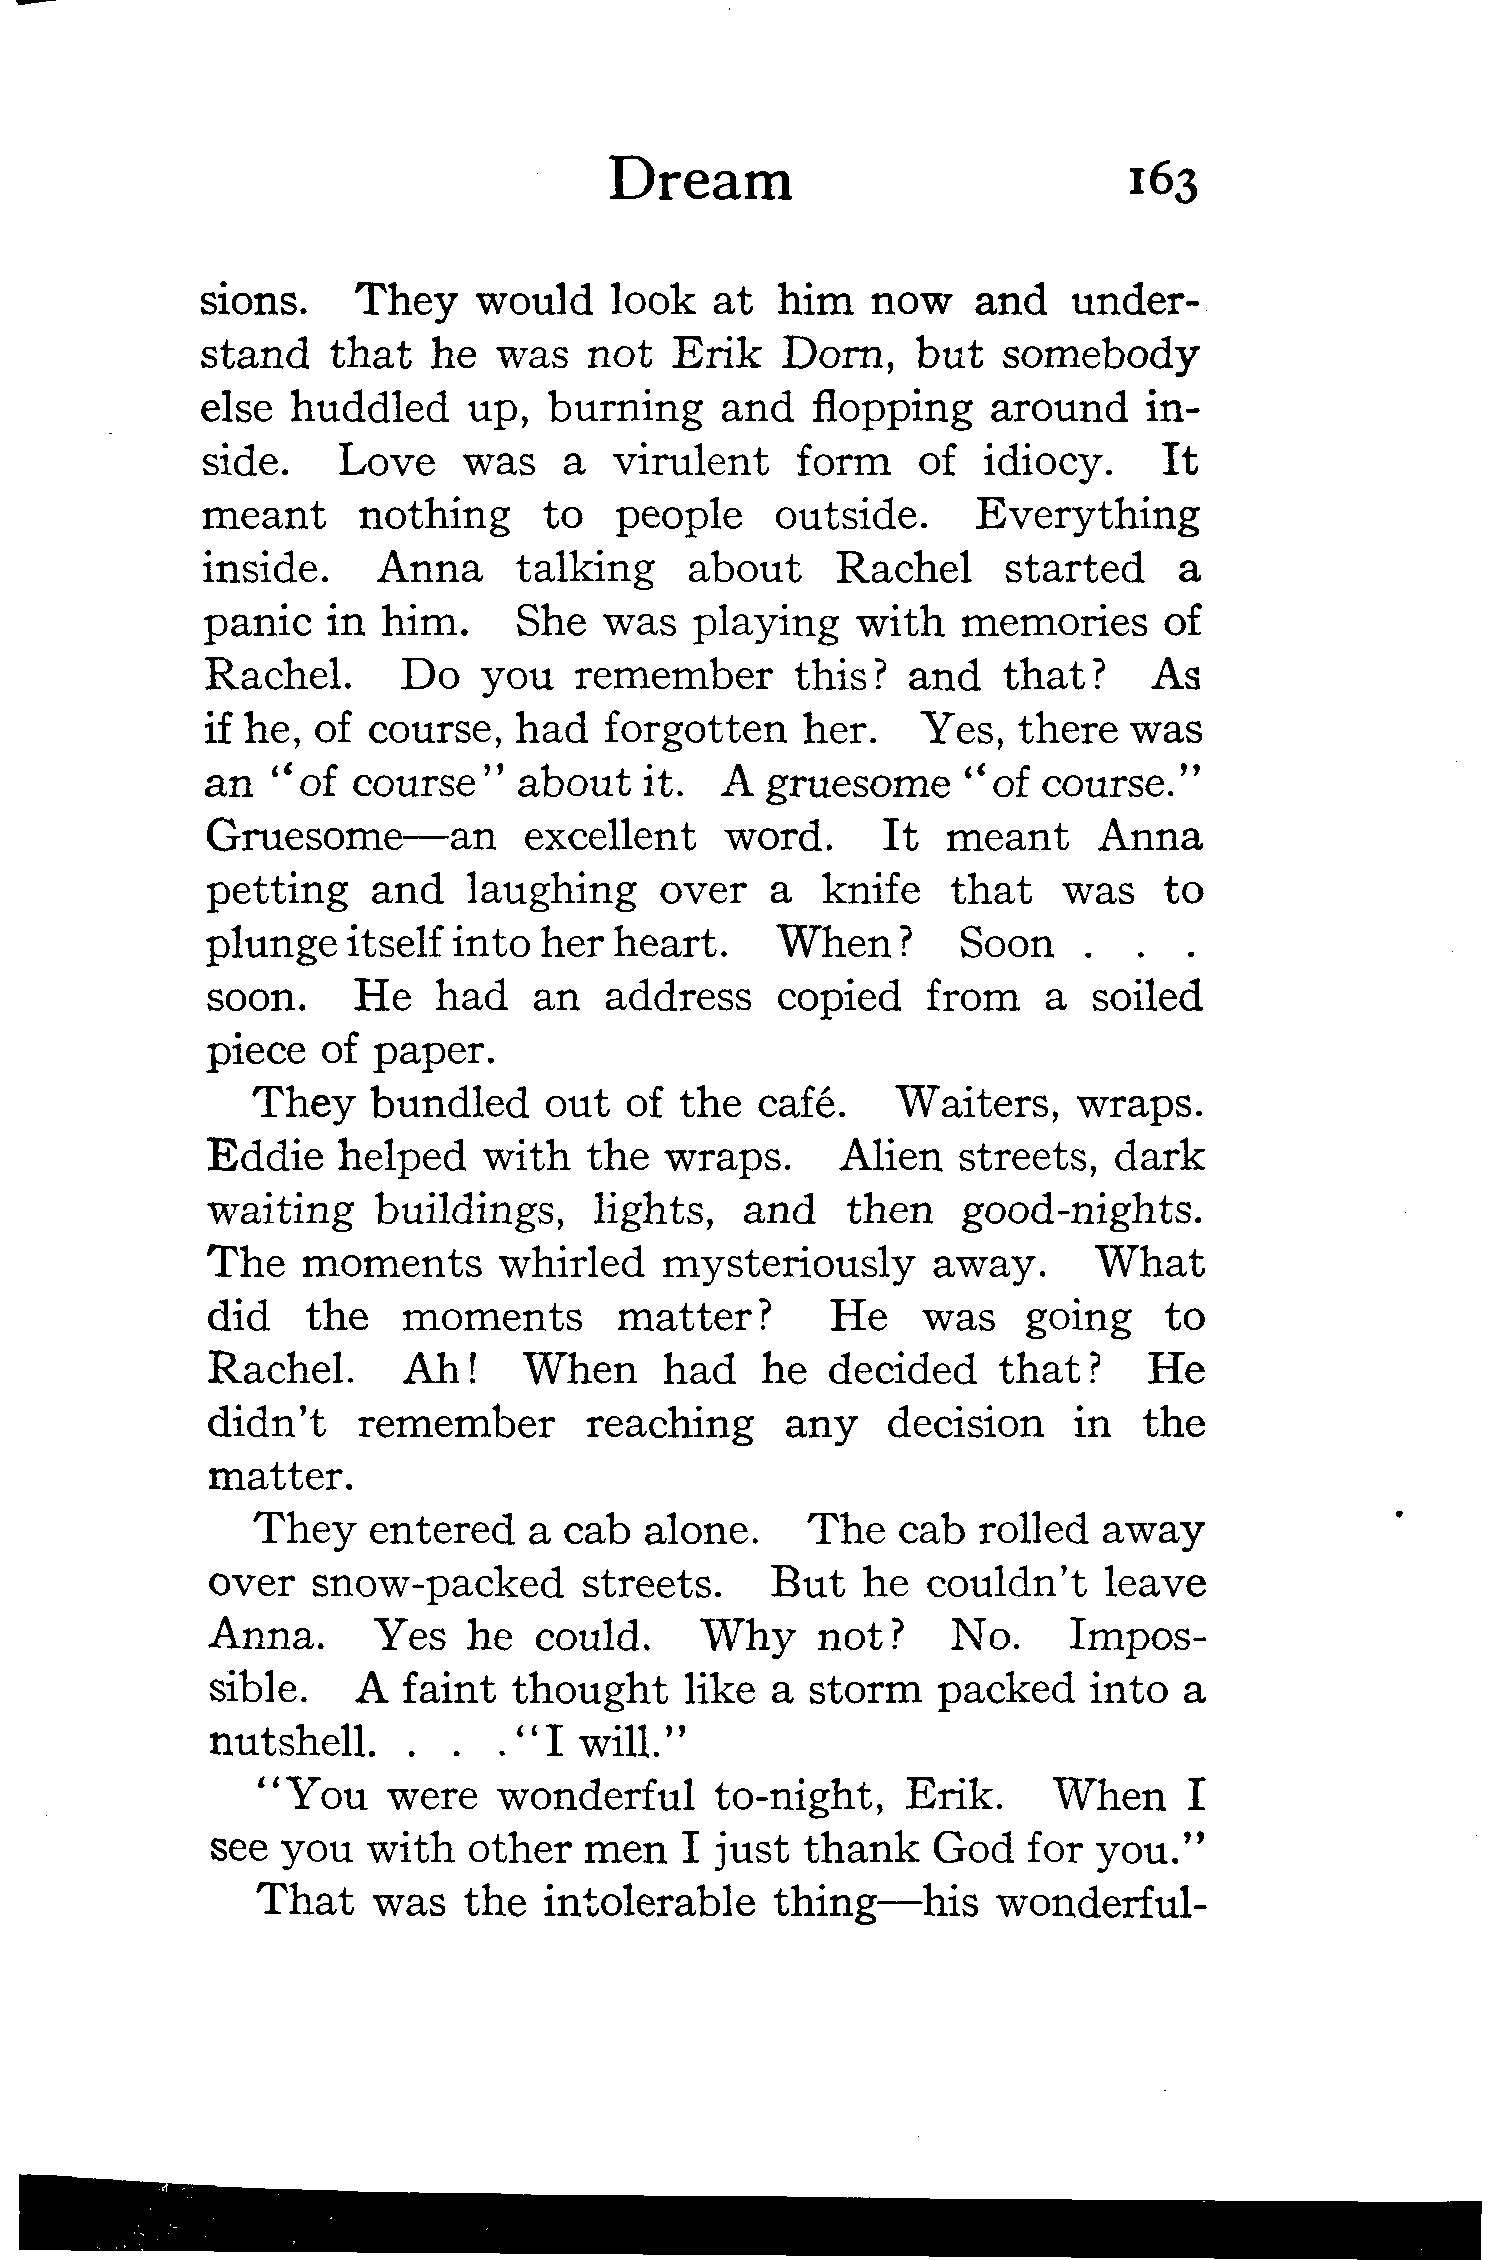 Dream 163
sions. They would look at him now and under-
stand that he was not Erik Dorn, but somebody
else huddled up, burning and flopping around in-
side. Love was a virulent form of idiocy. It
meant nothing to people outside. Everything
inside. Anna talking about Rachel started a
panic in him. She was playing with memories of
Rachel. Do you remember this? and that? As
if he, of course, had forgotten her. Yes, there was
an "of course" about it. A gruesome "of course."
Gruesome—an excellent word. It meant Anna
petting and laughing over a knife that was to
plunge itself into her heart. When? Soon . . .
soon. He had an address copied from a soiled
piece of paper.
They bundled out of the café. Waiters, wraps.
Eddie helped with the wraps. Alien streets, dark
waiting buildings, lights, and then good-nights.
The moments whirled mysteriously away. What
did the moments matter? He was going to
Rachel. Ah! When had he decided that? He
didn't remember reaching any decision in the
matter.
They entered a cab alone. The cab rolled away
over snow-packed streets. But he couldn't leave
Anna. Yes he could. Why not? No. Impos-
sible. A faint thought like a storm packed into a
nutshell. . . . "I will."
"You were wonderful to-night, Erik. When I
see you with other men I just thank God for you."
That was the intolerable thing—his wonderful-